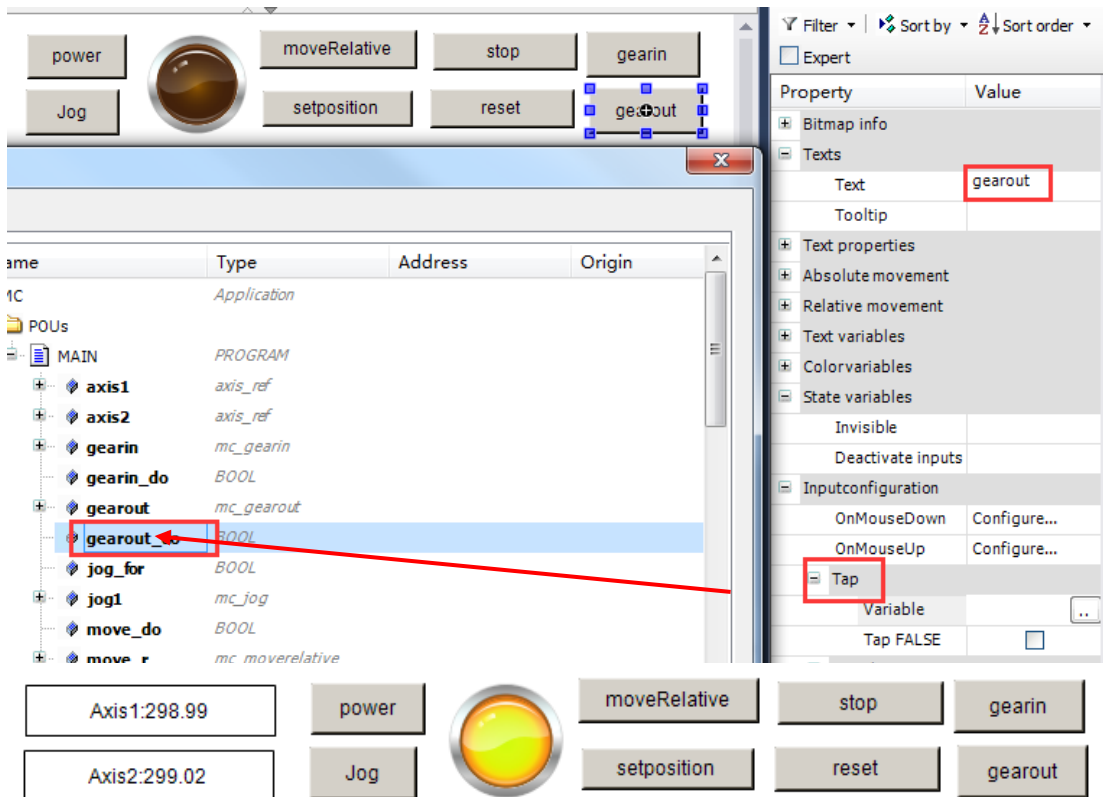 power
moveRelative
stop
gearin
Jog
setposition
reset
gearout
Filter
Sort by
Sort order
Expert
Property Value
Bitmap info
Texts
Text gearout
Tooltip
Text properties
Absolute movement
Relative movement
Text variables
Colorvariables
State variables
Invisible
Deactivate inputs
Inputconfiguration
OnMouseDown Configure...
OnMouseUp Configure...
Tap
Variable ..
Tap FALSE
ame Type Address Origin
MC Application
POUs
MAIN PROGRAM
axis1 axis_ref
axis2 axis_ref
gearin mc_gearin
gearin_do BOOL
gearout mc_gearout
gearout_do BOOL
jog_for BOOL
jog1 mc_jog
move_do BOOL
move_r mc_moverelative
Axis1:298.99
power
moveRelative
stop
gearin
Axis2:299.02
Jog
setposition
reset
gearout